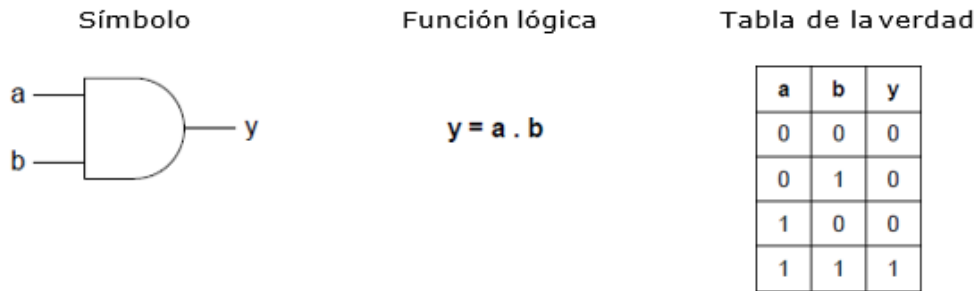 Símbolo Función lógica Tabla de la verdad
a
b
y
y = a . b
a b y
0 0 0
0 1 0
1 0 0
1 1 1